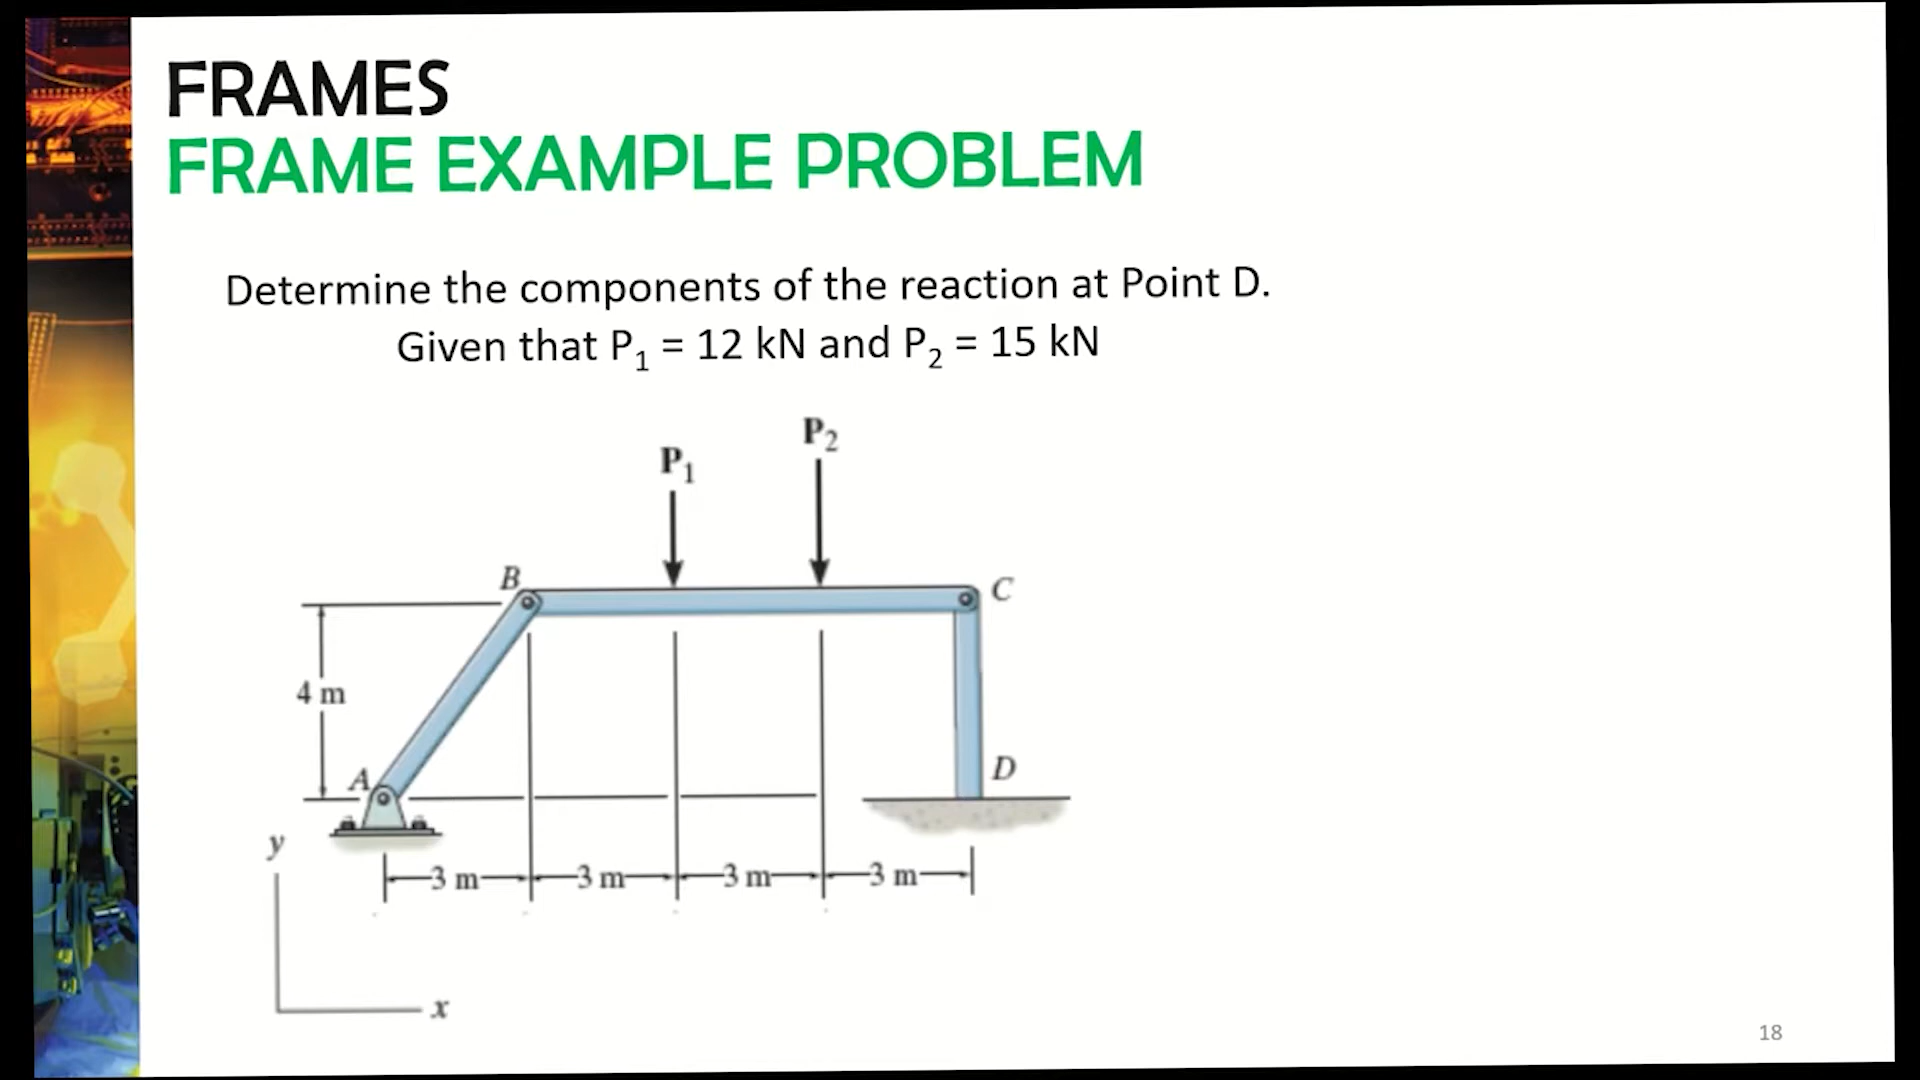 FRAMES
FRAME EXAMPLE PROBLEM
Determine the components of the reaction at Point D.
Given that P₁ = 12 kN and P₂ = 15 kN
P₂
P₁
B
C
4 m
A
D
y
3 m 3 m 3 m 3 m
x
18